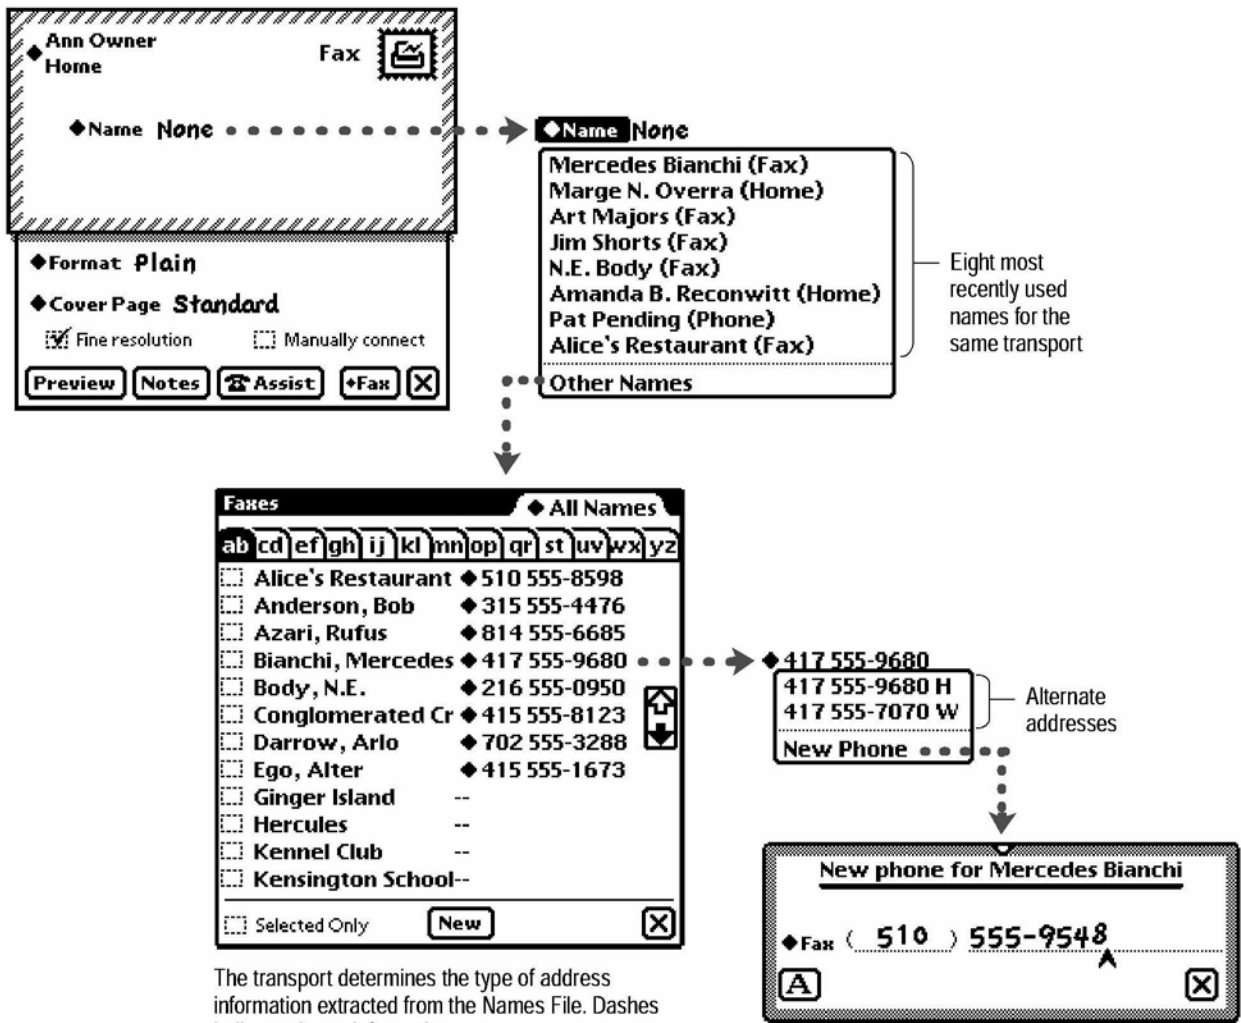 Ann Owner
Home
Fax
Name None
Format Plain
Cover Page Standard
Fine resolution Manually connect
Preview Notes Assist Fax
Name None
Mercedes Bianchi (Fax)
Marge N. Overra (Home)
Art Majors (Fax)
Jim Shorts (Fax)
N.E. Body (Fax)
Amanda B. Reconwitt (Home)
Pat Pending (Phone)
Alice's Restaurant (Fax)
Other Names
Eight most
recently used
names for the
same transport
Faxes All Names
ab cd ef gh ij kl mn op qr st uv wx yz
Alice's Restaurant 510 555-8598
Anderson, Bob 315 555-4476
Azari, Rufus 814 555-6685
Bianchi, Mercedes 417 555-9680
Body, N.E. 216 555-0950
Conglomerated Cr 415 555-8123
Darrow, Arlo 702 555-3288
Ego, Alter 415 555-1673
Ginger Island --
Hercules --
Kennel Club --
Kensington School--
Selected Only New
417 555-9680
417 555-9680 H
417 555-7070 W
New Phone
Alternate
addresses
New phone for Mercedes Bianchi
Fax ( 510 ) 555-9548
A
The transport determines the type of address
information extracted from the Names File. Dashes